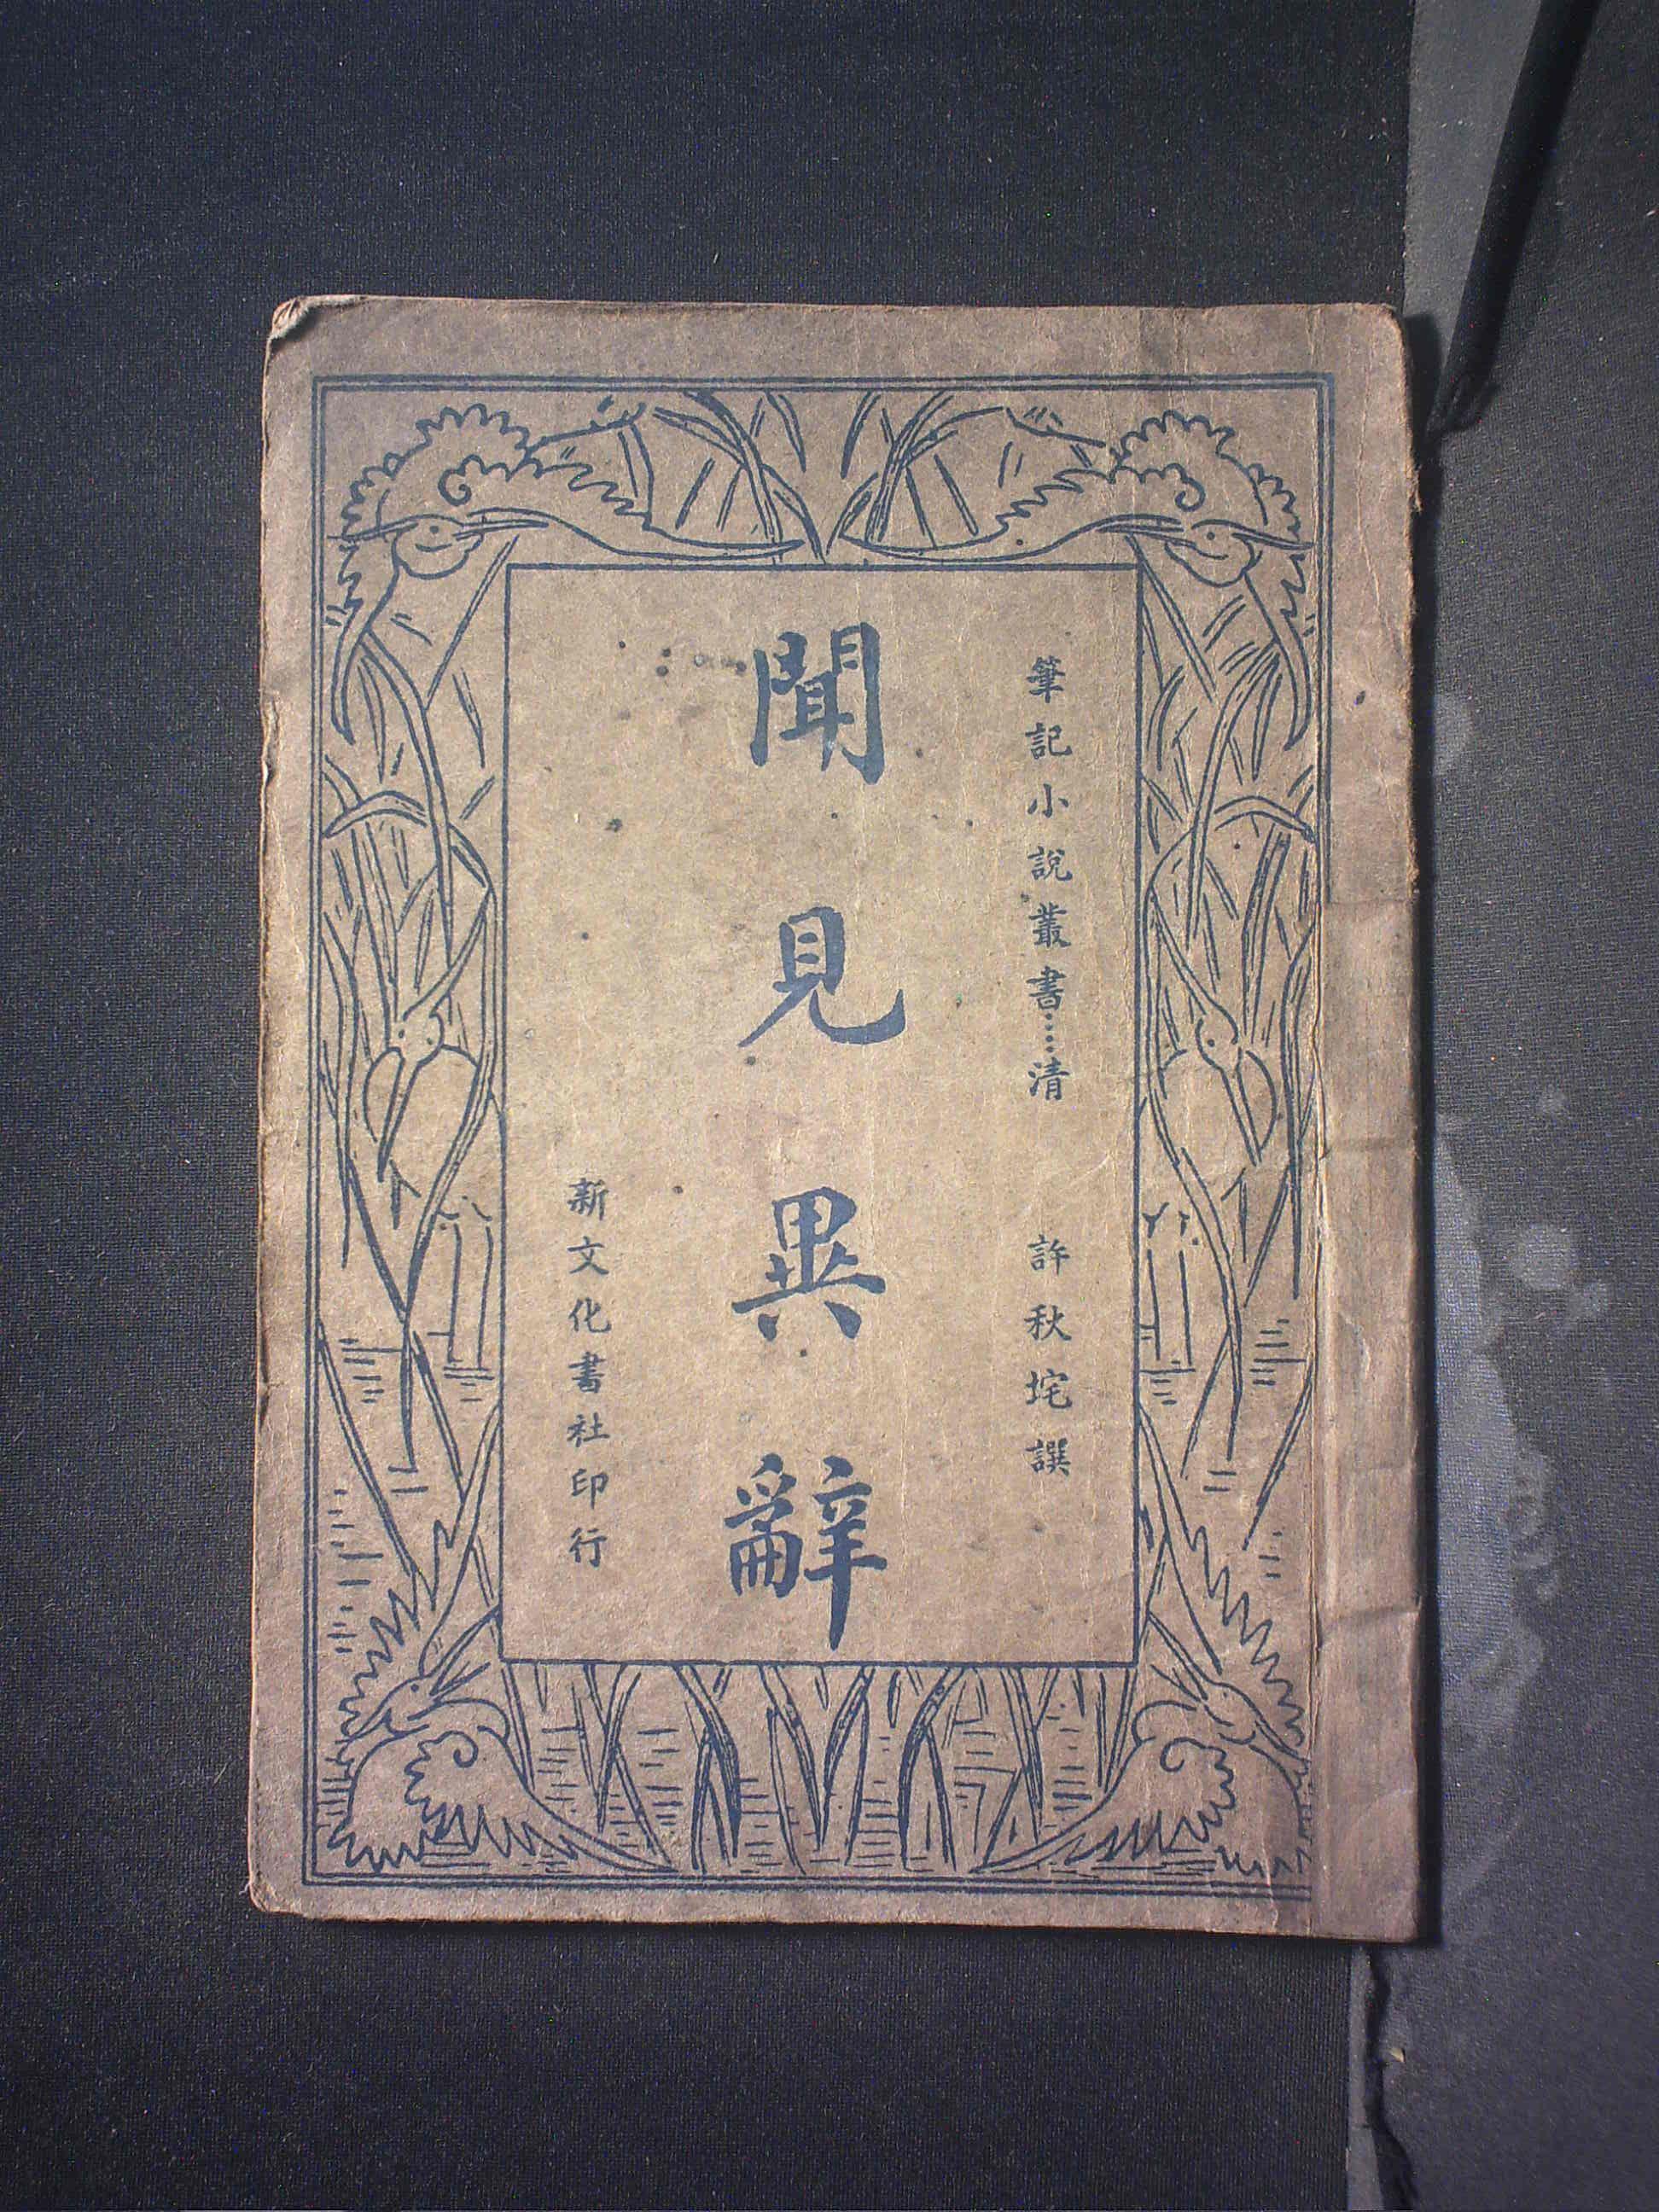 筆記小說叢書……清 許秋垞譔
聞見異辭
新文化書社印行